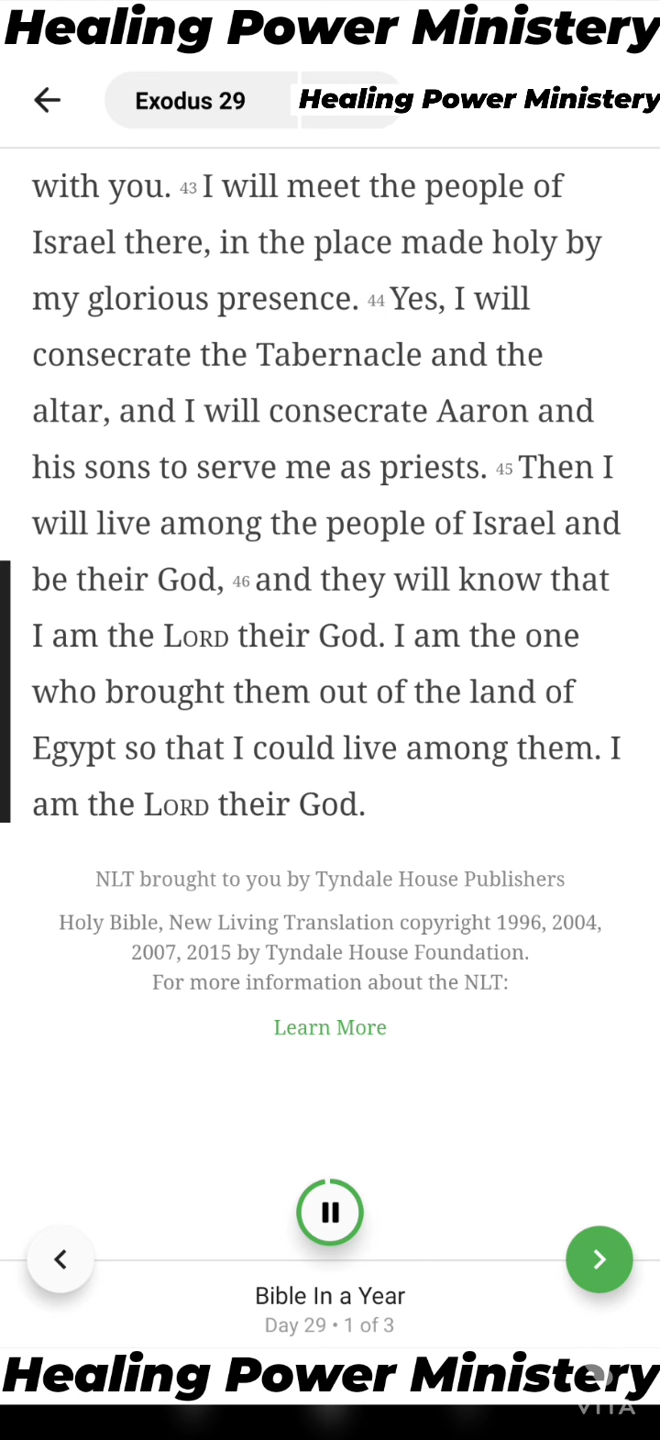 Healing Power Ministery
Exodus 29
Healing Power Ministery
with you. 43 I will meet the people of
Israel there, in the place made holy by
my glorious presence. 44 Yes, I will
consecrate the Tabernacle and the
altar, and I will consecrate Aaron and
his sons to serve me as priests. 45 Then I
will live among the people of Israel and
be their God, 46 and they will know that
I am the LORD their God. I am the one
who brought them out of the land of
Egypt so that I could live among them. I
am the LORD their God.
NLT brought to you by Tyndale House Publishers
Holy Bible, New Living Translation copyright 1996, 2004,
2007, 2015 by Tyndale House Foundation.
For more information about the NLT:
Learn More
Bible In a Year
Day 29 • 1 of 3
Healing Power Ministery
VITA